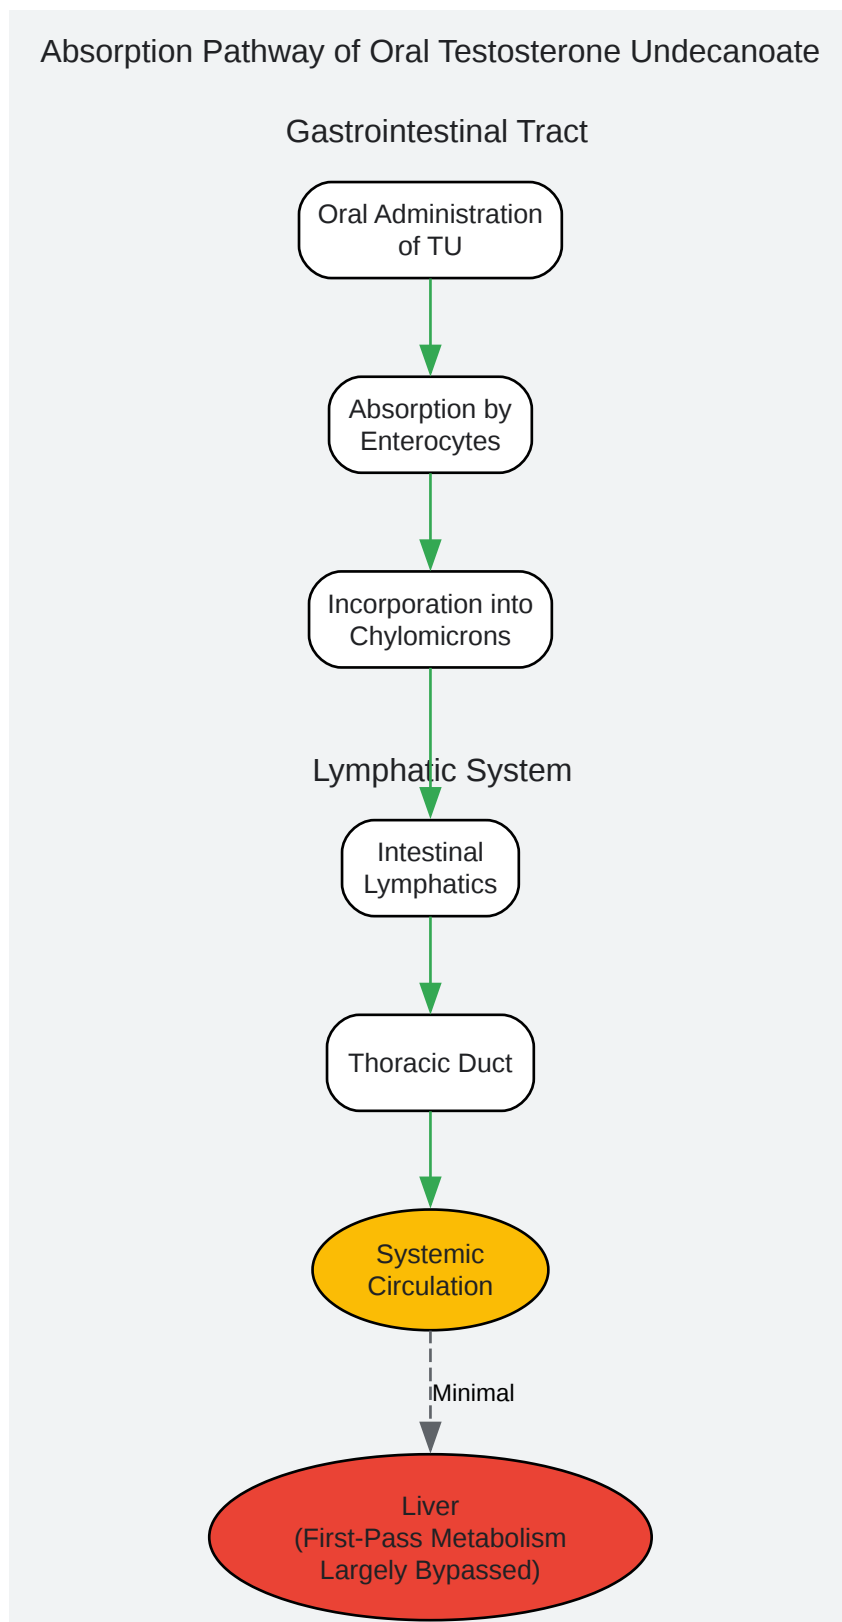 Absorption Pathway of Oral Testosterone Undecanoate
Gastrointestinal Tract
Oral Administration
of TU
Absorption by
Enterocytes
Incorporation into
Chylomicrons
Lymphatic System
Intestinal
Lymphatics
Thoracic Duct
Systemic
Circulation
Minimal
Liver
(First-Pass Metabolism
Largely Bypassed)